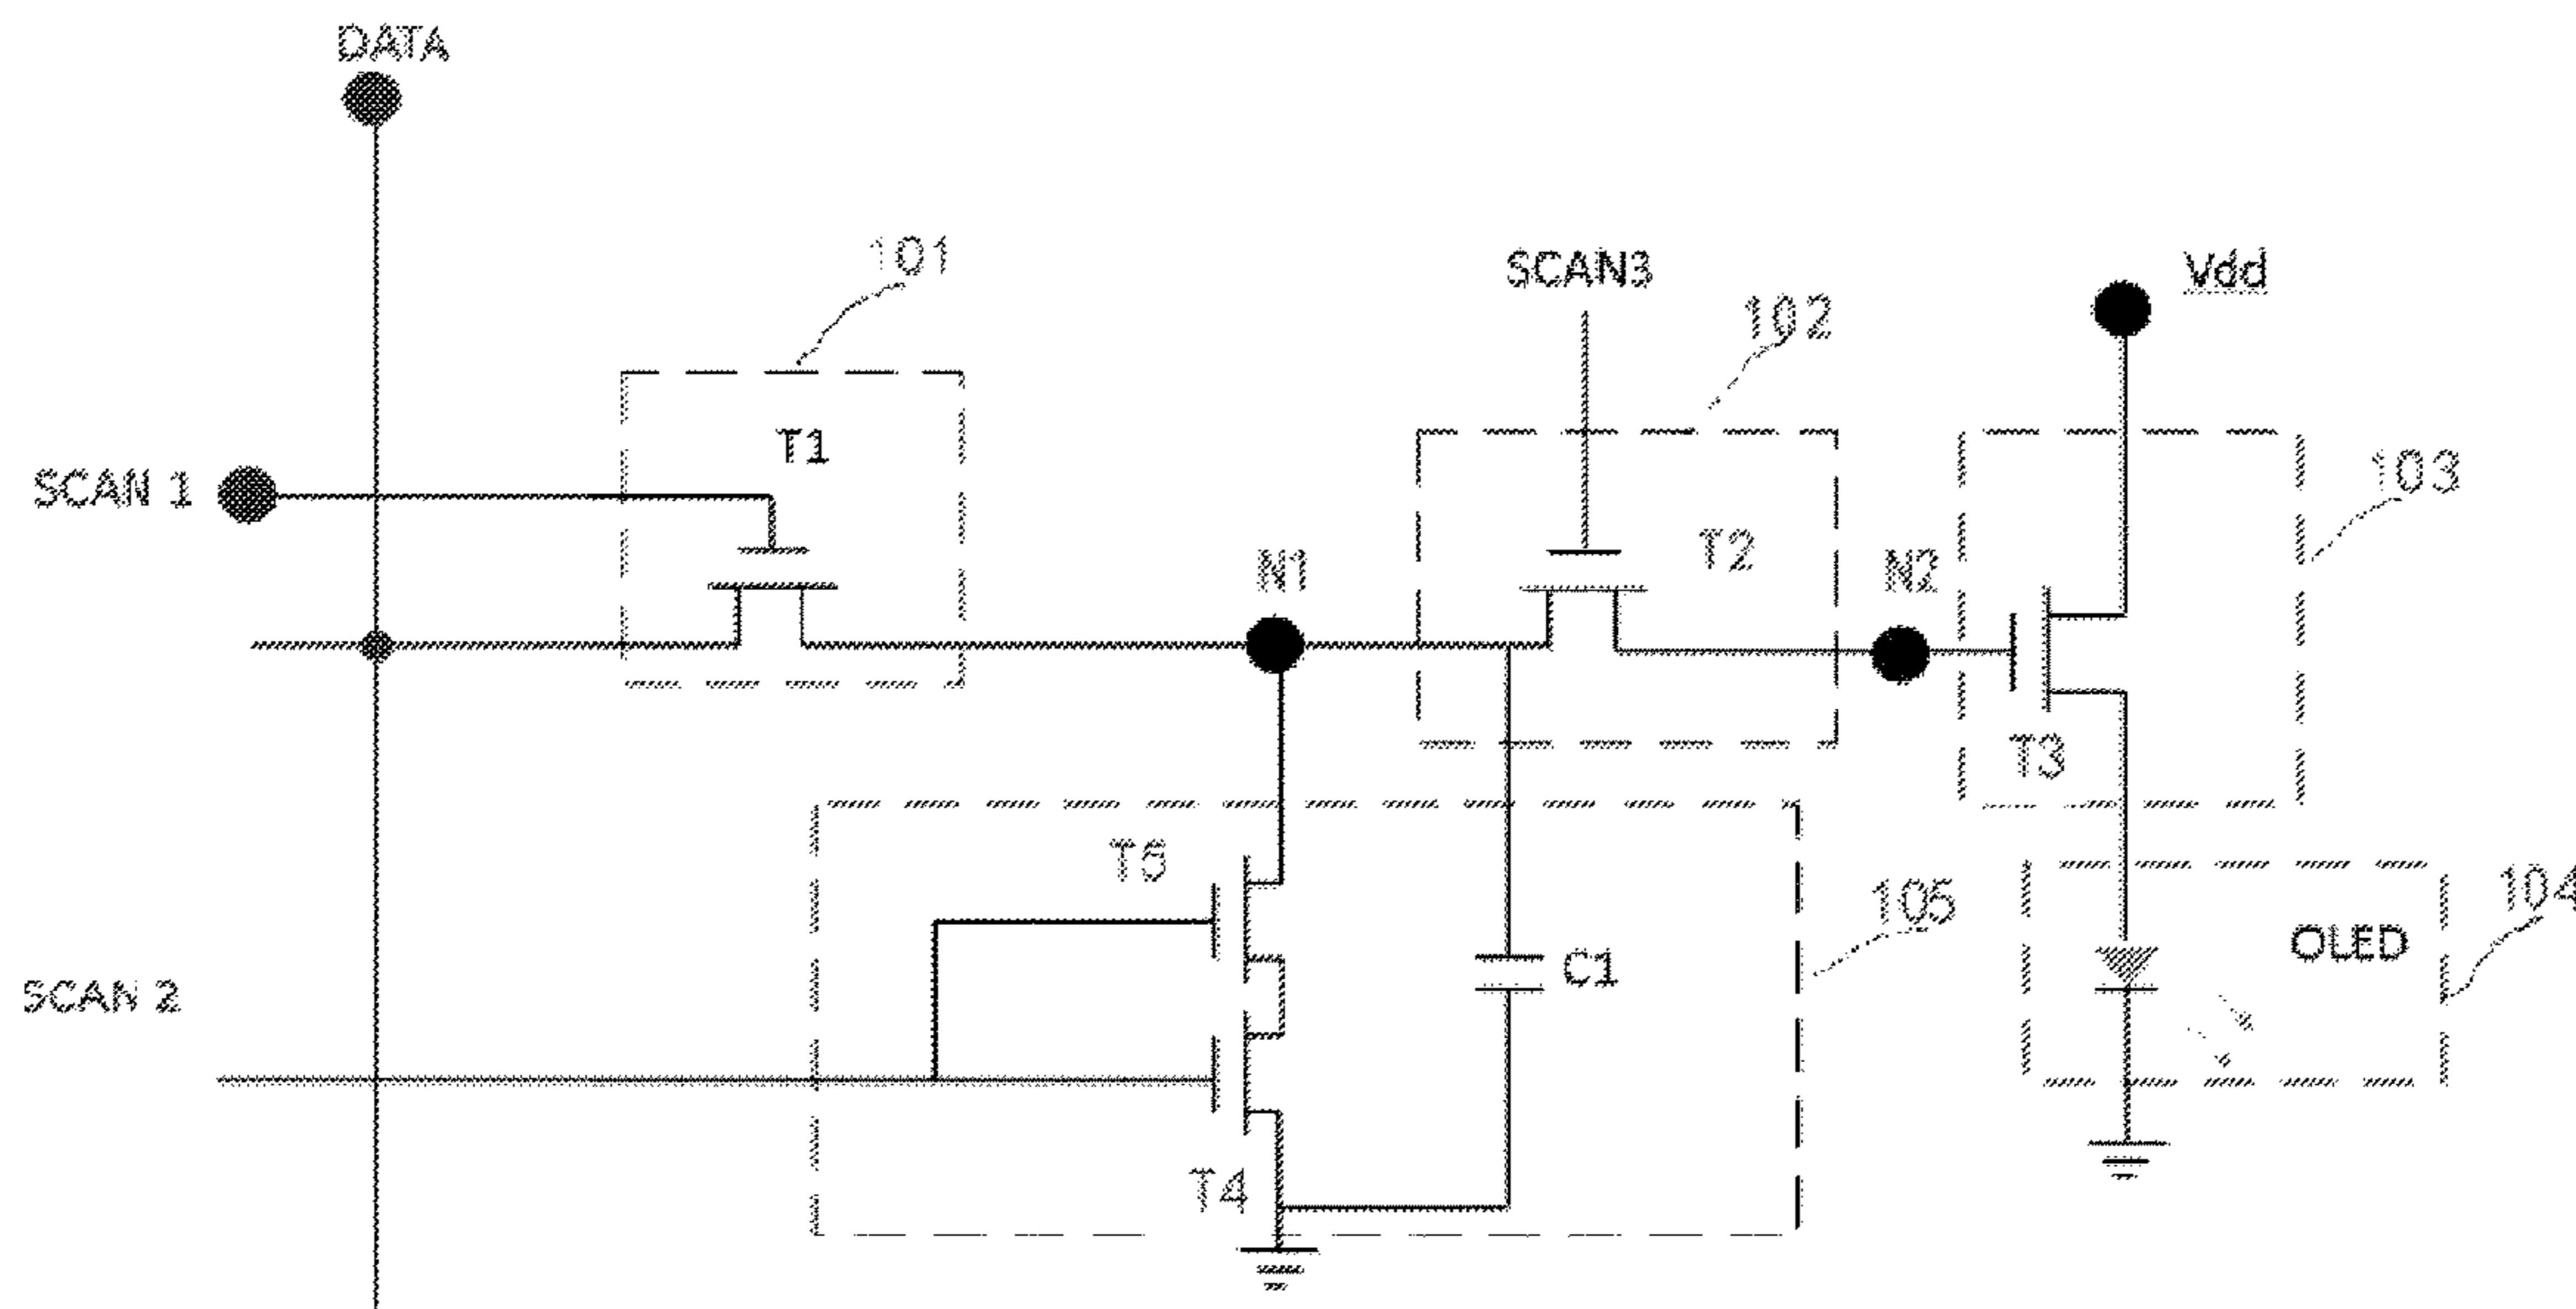 DATA
101
SCAN3
102
Vdd
T1
SCAN 1
103
N1
T2
N2
T3
T5
105
104
OLED
C1
SCAN 2
T4